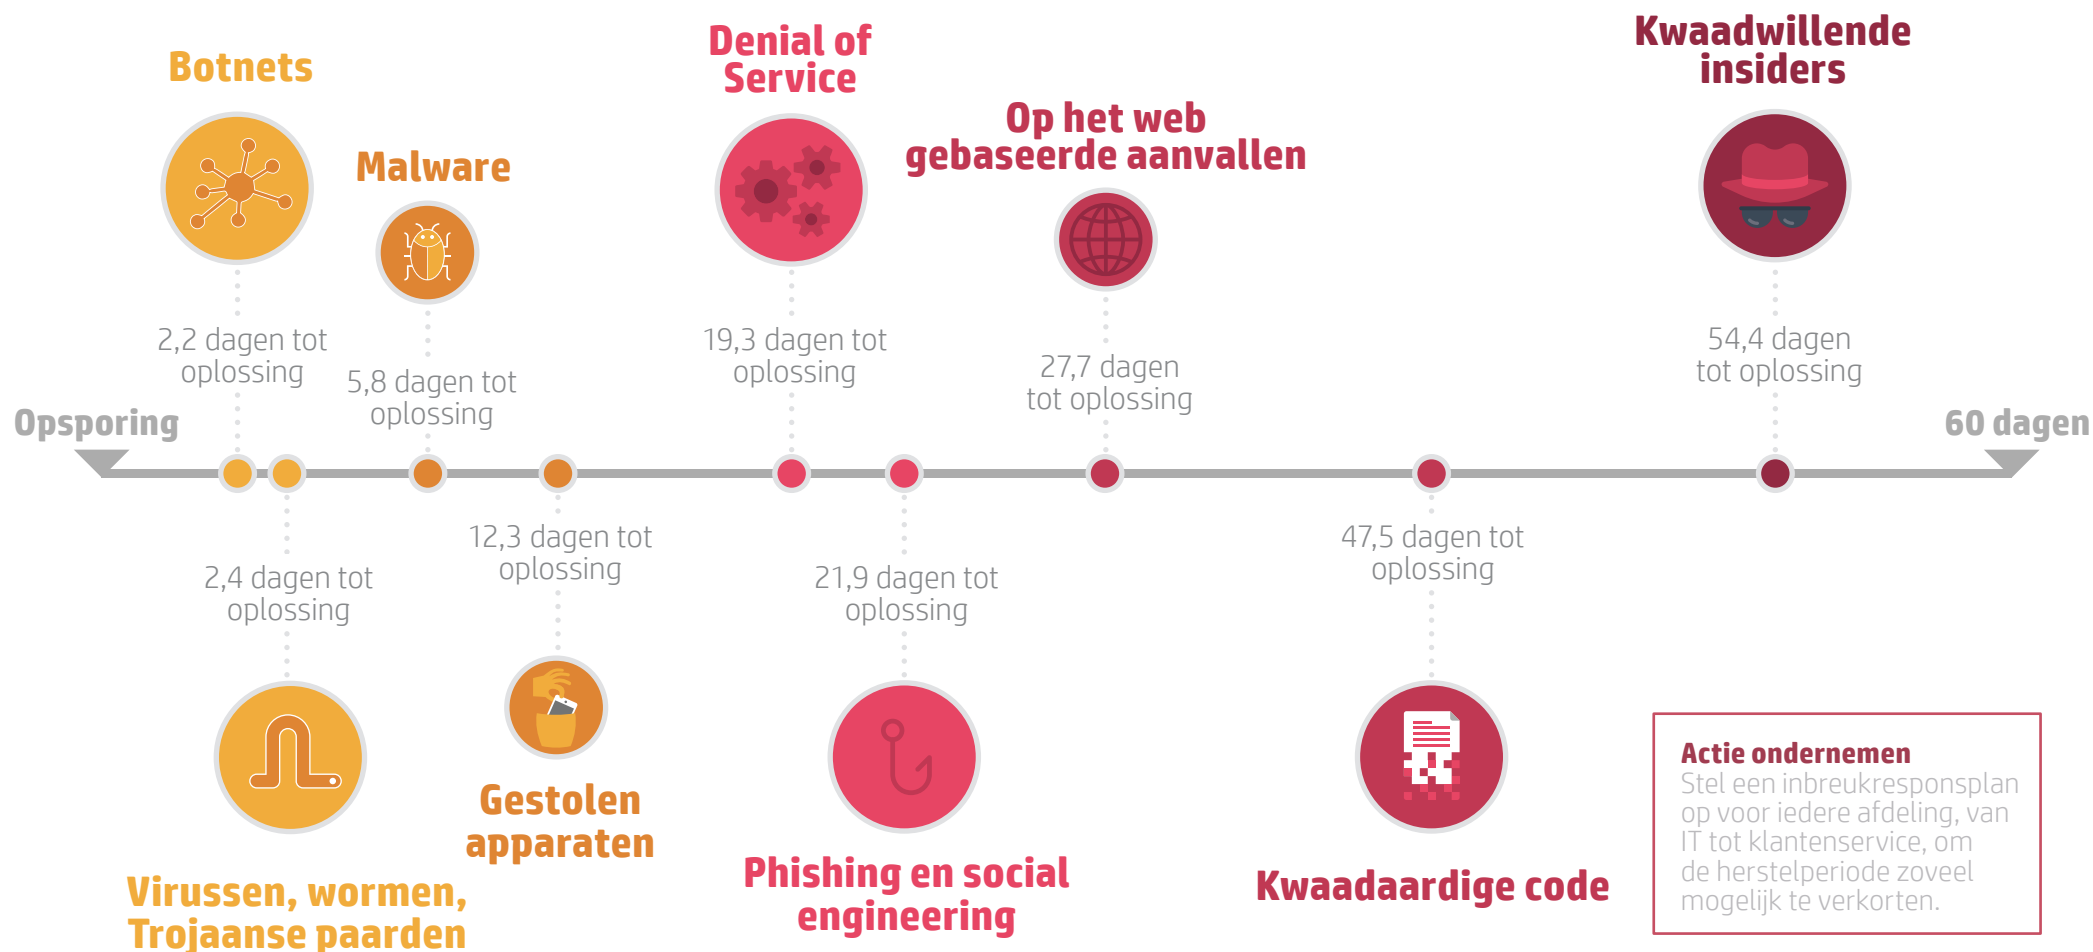 Botnets
2,2 dagen tot
oplossing
Malware
5,8 dagen tot
oplossing
Denial of
Service
19,3 dagen tot
oplossing
Op het web
gebaseerde aanvallen
27,7 dagen
tot oplossing
Kwaadwillende
insiders
54,4 dagen
tot oplossing
Opsporing
60 dagen
2,4 dagen tot
oplossing
Virussen, wormen,
Trojaanse paarden
12,3 dagen tot
oplossing
Gestolen
apparaten
21,9 dagen tot
oplossing
Phishing en social
engineering
47,5 dagen tot
oplossing
Kwaadaardige code
Actie ondernemen
Stel een inbreukresponsplan
op voor iedere afdeling, van
IT tot klantenservice, om
de herstelperiode zoveel
mogelijk te verkorten.